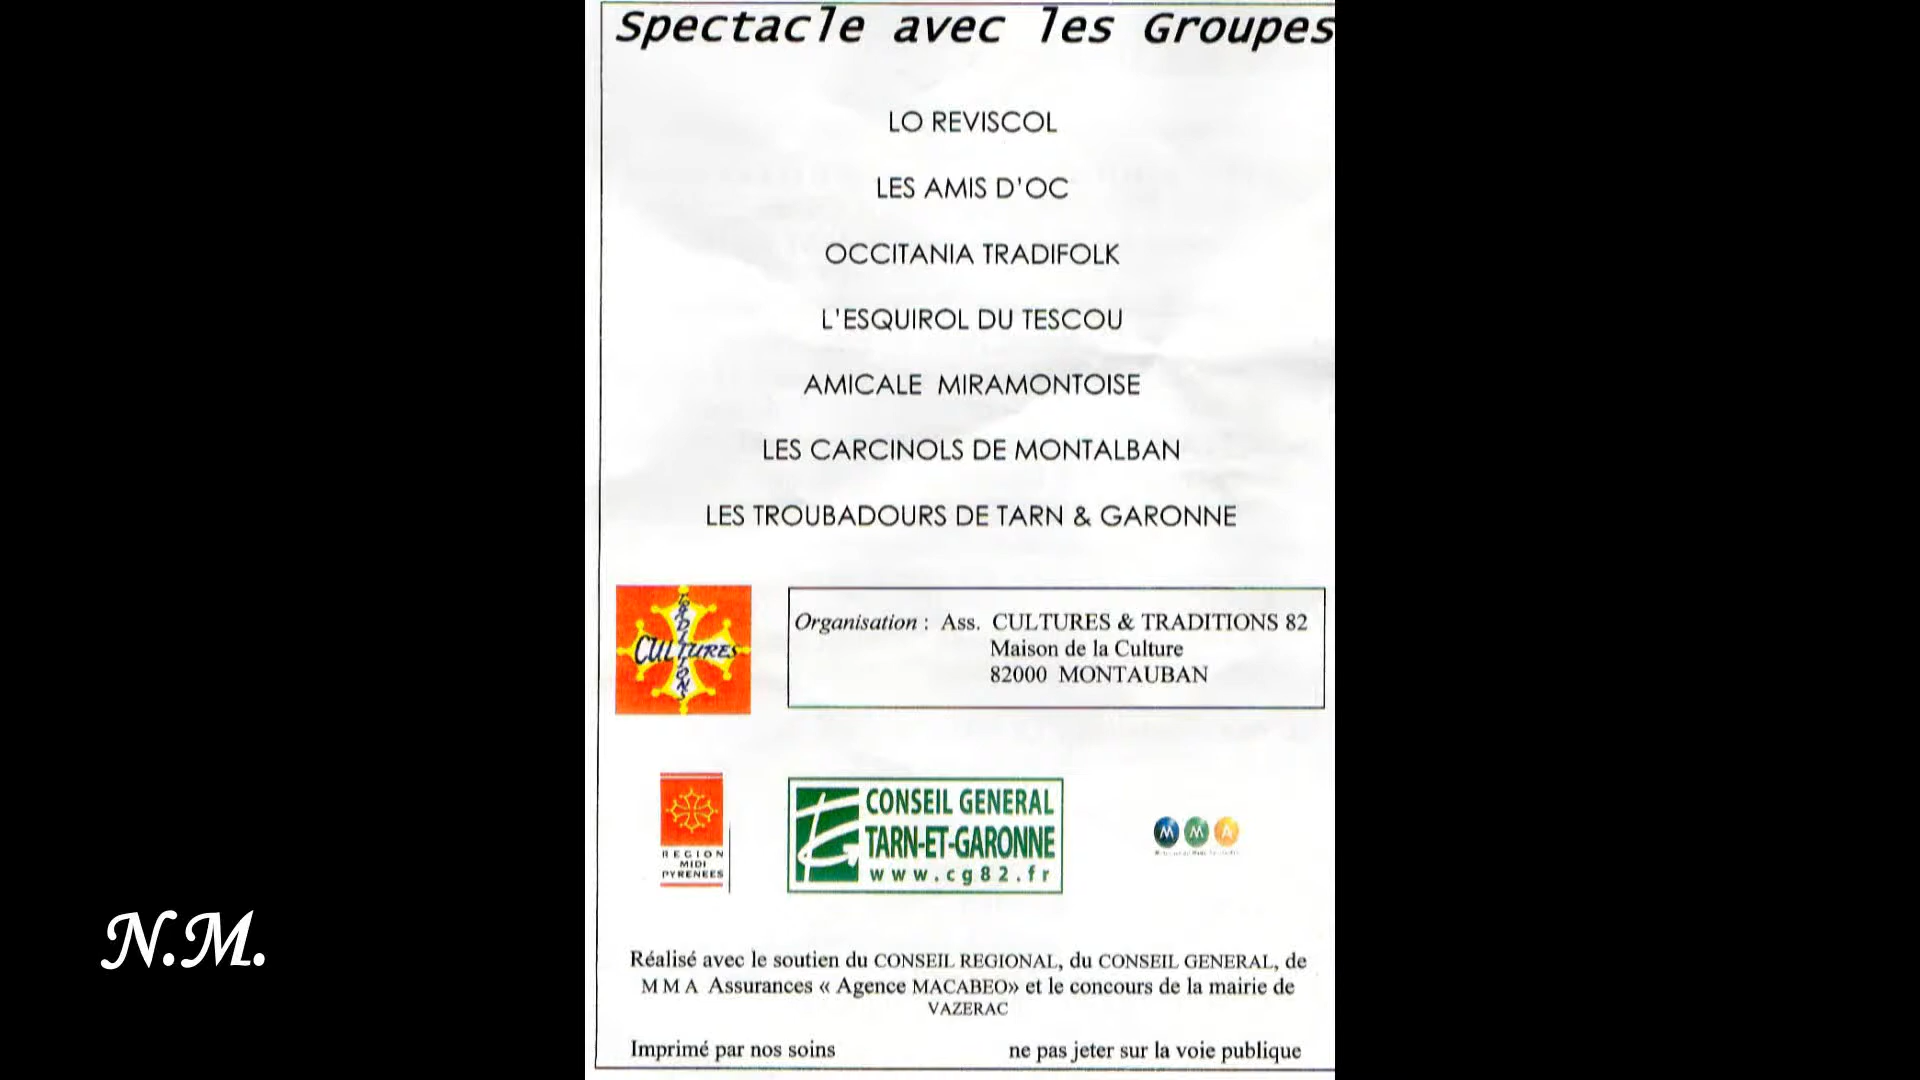 Spectacle avec les Groupes
LO REVISCOL
LES AMIS D'OC
OCCITANIA TRADIFOLK
L'ESQUIROL DU TESCOU
AMICALE MIRAMONTOISE
LES CARCINOLS DE MONTALBAN
LES TROUBADOURS DE TARN & GARONNE
TRADITIONS
CULTURES
Organisation : Ass. CULTURES & TRADITIONS 82
Maison de la Culture
82000 MONTAUBAN
REGION
MIDI
PYRENEES
CONSEIL GENERAL
TARN-ET-GARONNE
www.cg82.fr
M M A
N.M.
Réalisé avec le soutien du CONSEIL REGIONAL, du CONSEIL GENERAL, de
M M A Assurances « Agence MACABEO» et le concours de la mairie de
VAZERAC
Imprimé par nos soins ne pas jeter sur la voie publique